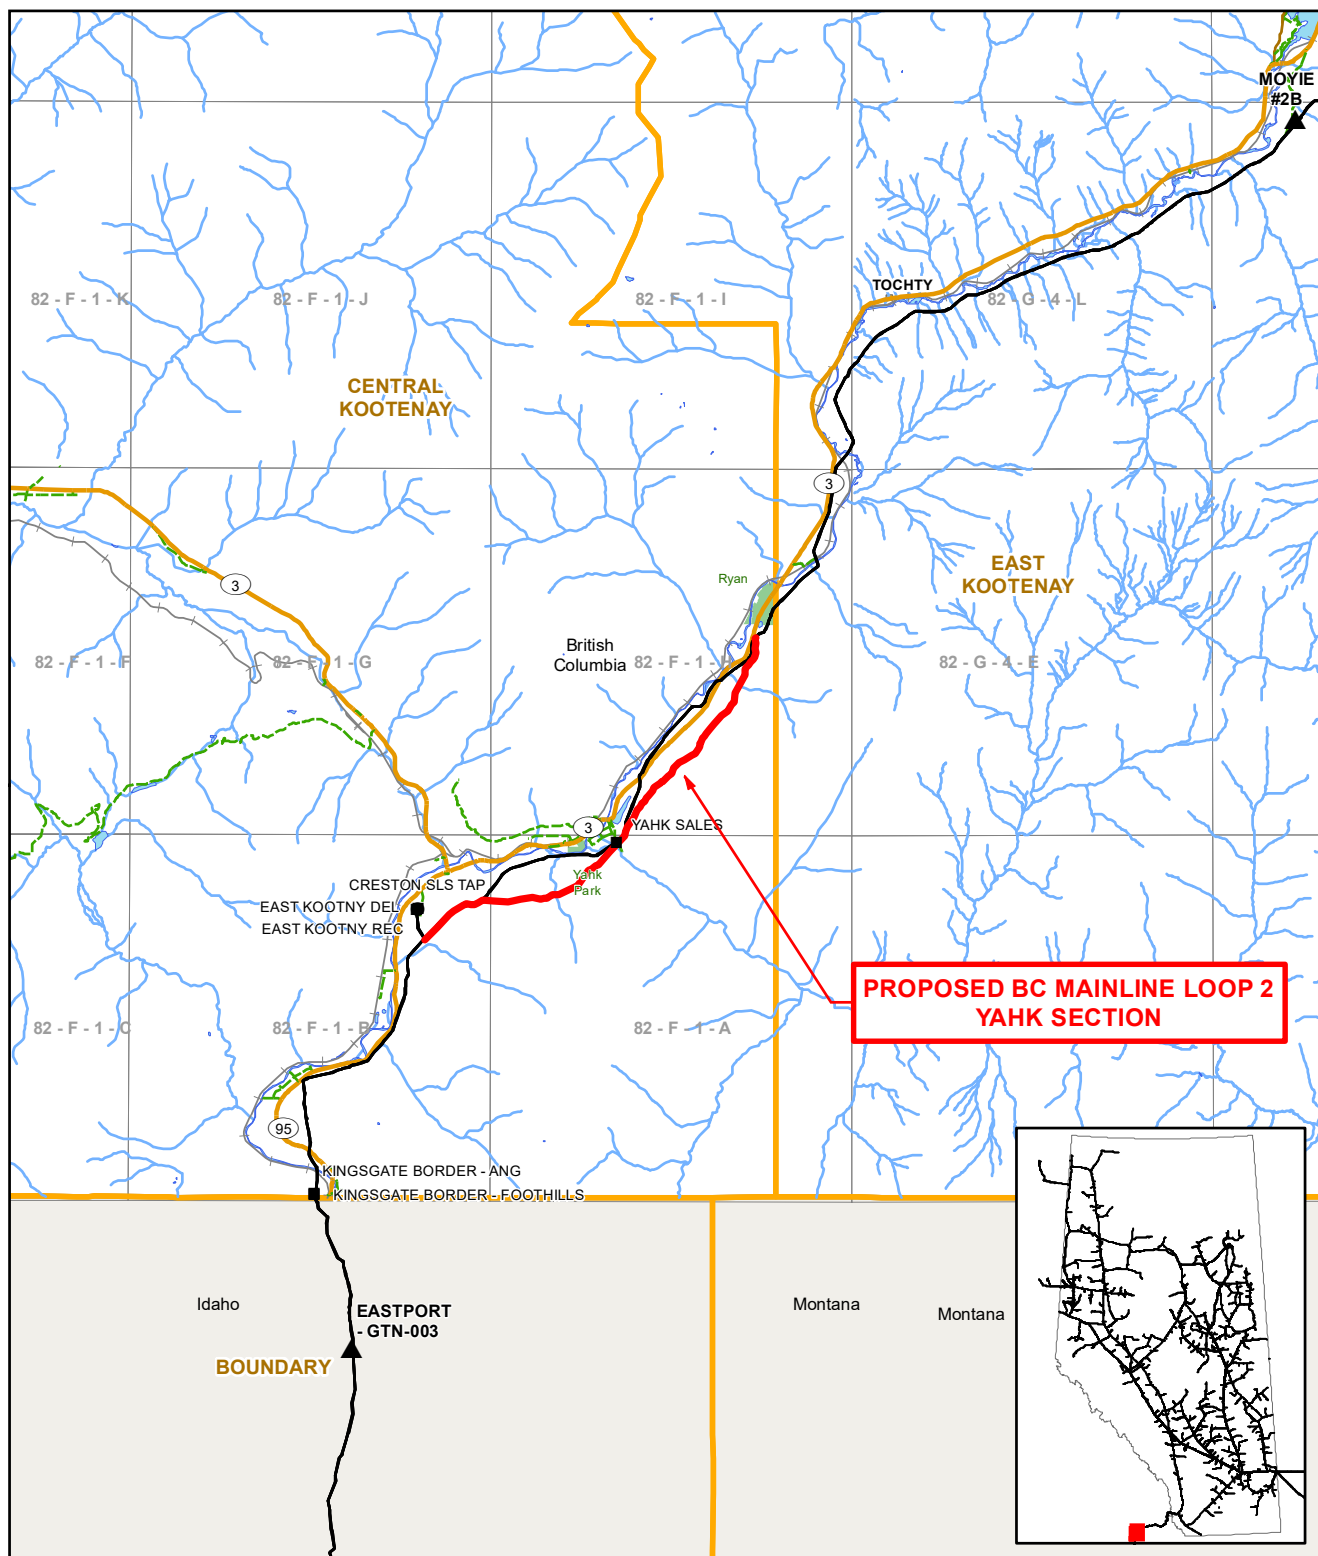 MOYIE
#2B
82 - F - 1 - K
82 - F - 1 - J
82 - F - 1 - I
TOCHTY
82 - G - 4 - L
CENTRAL
KOOTENAY
3
3
EAST
KOOTENAY
Ryan
British
Columbia
82 - F - 1 - F
82 - F - 1 - G
82 - F - 1 - H
82 - G - 4 - E
3
YAHK SALES
Yahk
Park
CRESTON SLS TAP
EAST KOOTNY DEL
EAST KOOTNY REC
PROPOSED BC MAINLINE LOOP 2
YAHK SECTION
82 - F - 1 - C
82 - F - 1 - B
82 - F - 1 - A
95
KINGSGATE BORDER - ANG
KINGSGATE BORDER - FOOTHILLS
Idaho
EASTPORT
- GTN-003
Montana
Montana
BOUNDARY